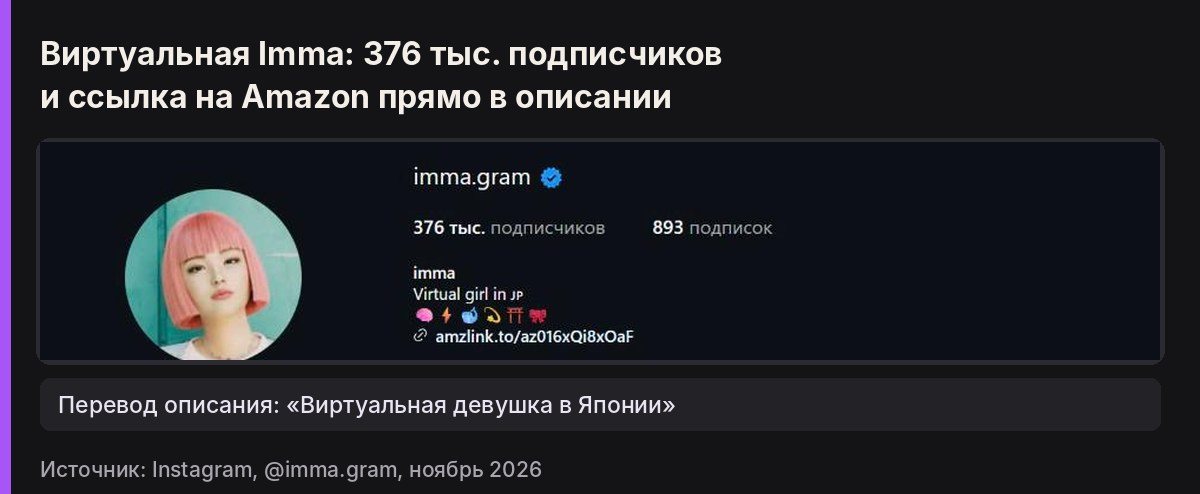 Виртуальная Imma: 376 тыс. подписчиков
и ссылка на Amazon прямо в описании
imma.gram
376 тыс. подписчиков 893 подписок
imma
Virtual girl in JP
🧠⚡️🥣💫⛩🎀
amzlink.to/az016xQi8xOaF
Перевод описания: «Виртуальная девушка в Японии»
Источник: Instagram, @imma.gram, ноябрь 2026